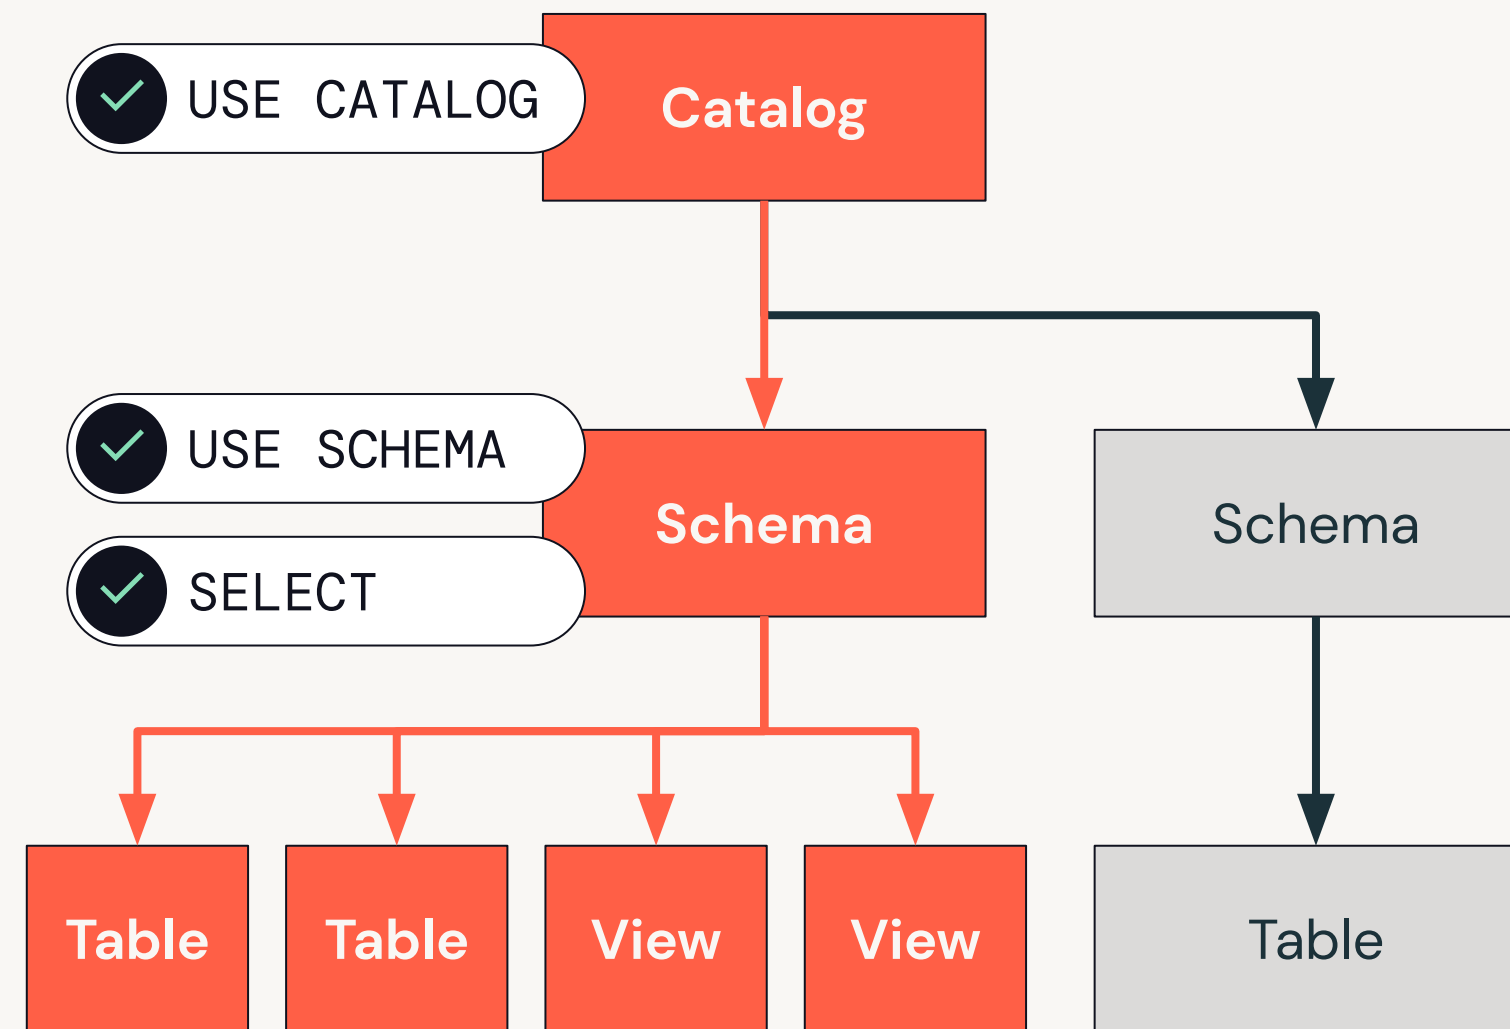 USE CATALOG
Catalog
USE SCHEMA
Schema
Schema
SELECT
Table
Table
View
View
Table